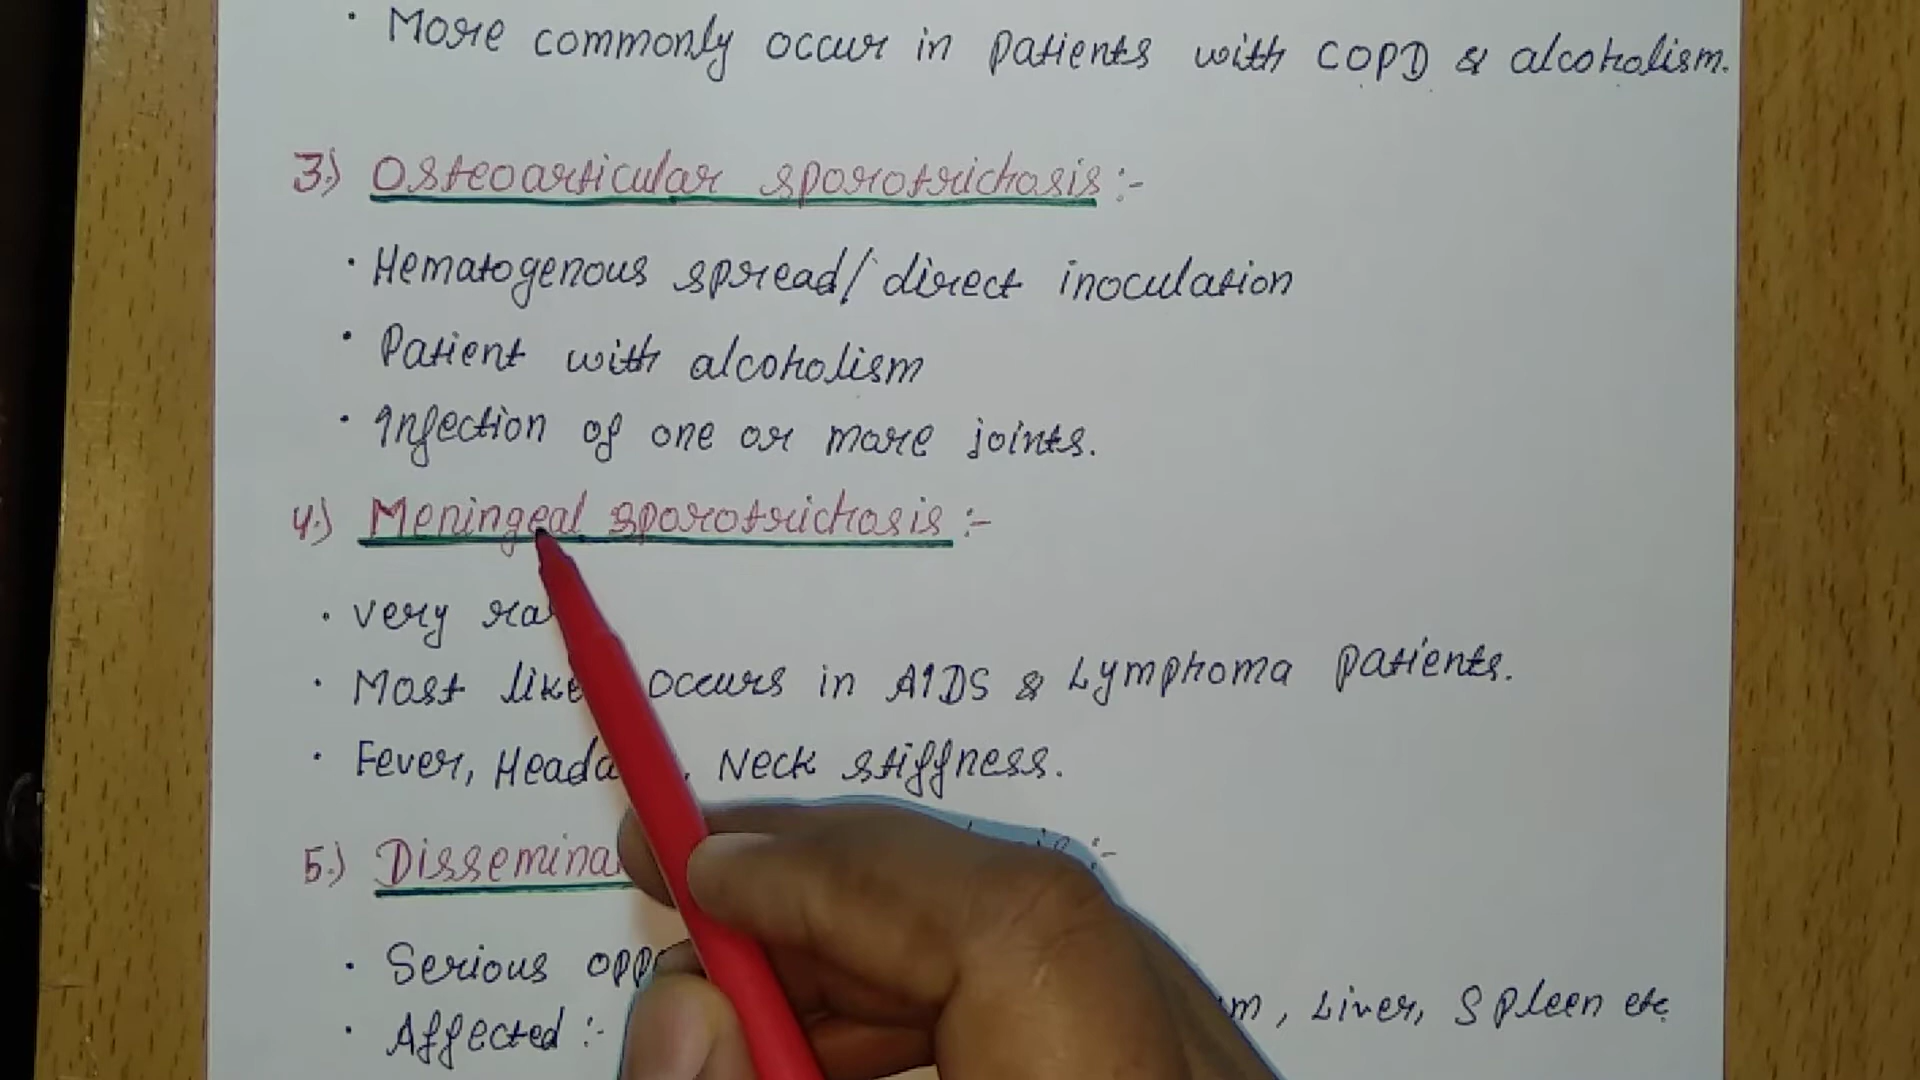 • More commonly occur in patients with COPD & alcoholism.
3.) Osteoarticular sporotrichosis :-
• Hematogenous spread/direct inoculation
• Patient with alcoholism
• Infection of one or more joints.
4.) Meningeal sporotrichosis :-
• Very
• Most occurs in AIDS & Lymphoma patients.
• Fever, Neck stiffness.
5.) :-
• Serious
• Affected :- , Liver, Spleen etc